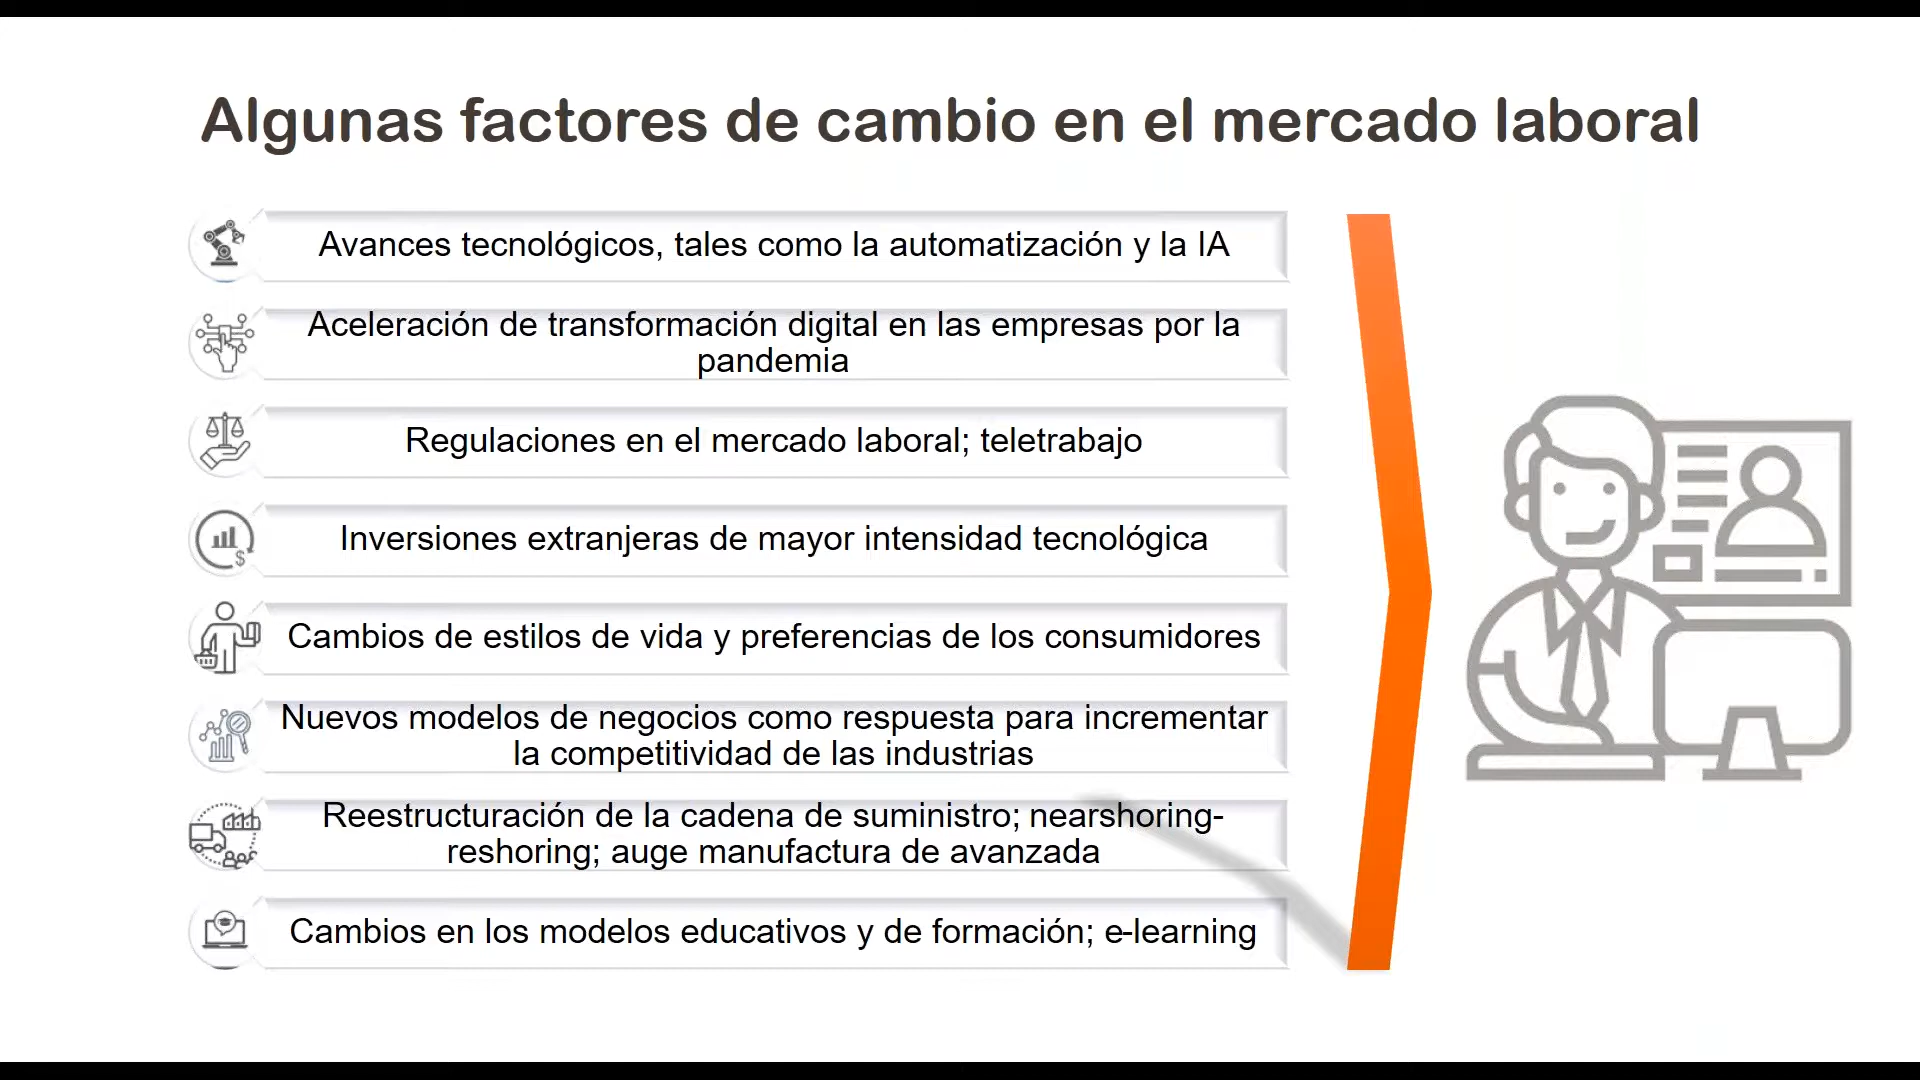 Algunas factores de cambio en el mercado laboral
Avances tecnológicos, tales como la automatización y la IA
Aceleración de transformación digital en las empresas por la
pandemia
Regulaciones en el mercado laboral; teletrabajo
Inversiones extranjeras de mayor intensidad tecnológica
Cambios de estilos de vida y preferencias de los consumidores
Nuevos modelos de negocios como respuesta para incrementar
la competitividad de las industrias
Reestructuración de la cadena de suministro; nearshoring-
reshoring; auge manufactura de avanzada
Cambios en los modelos educativos y de formación; e-learning